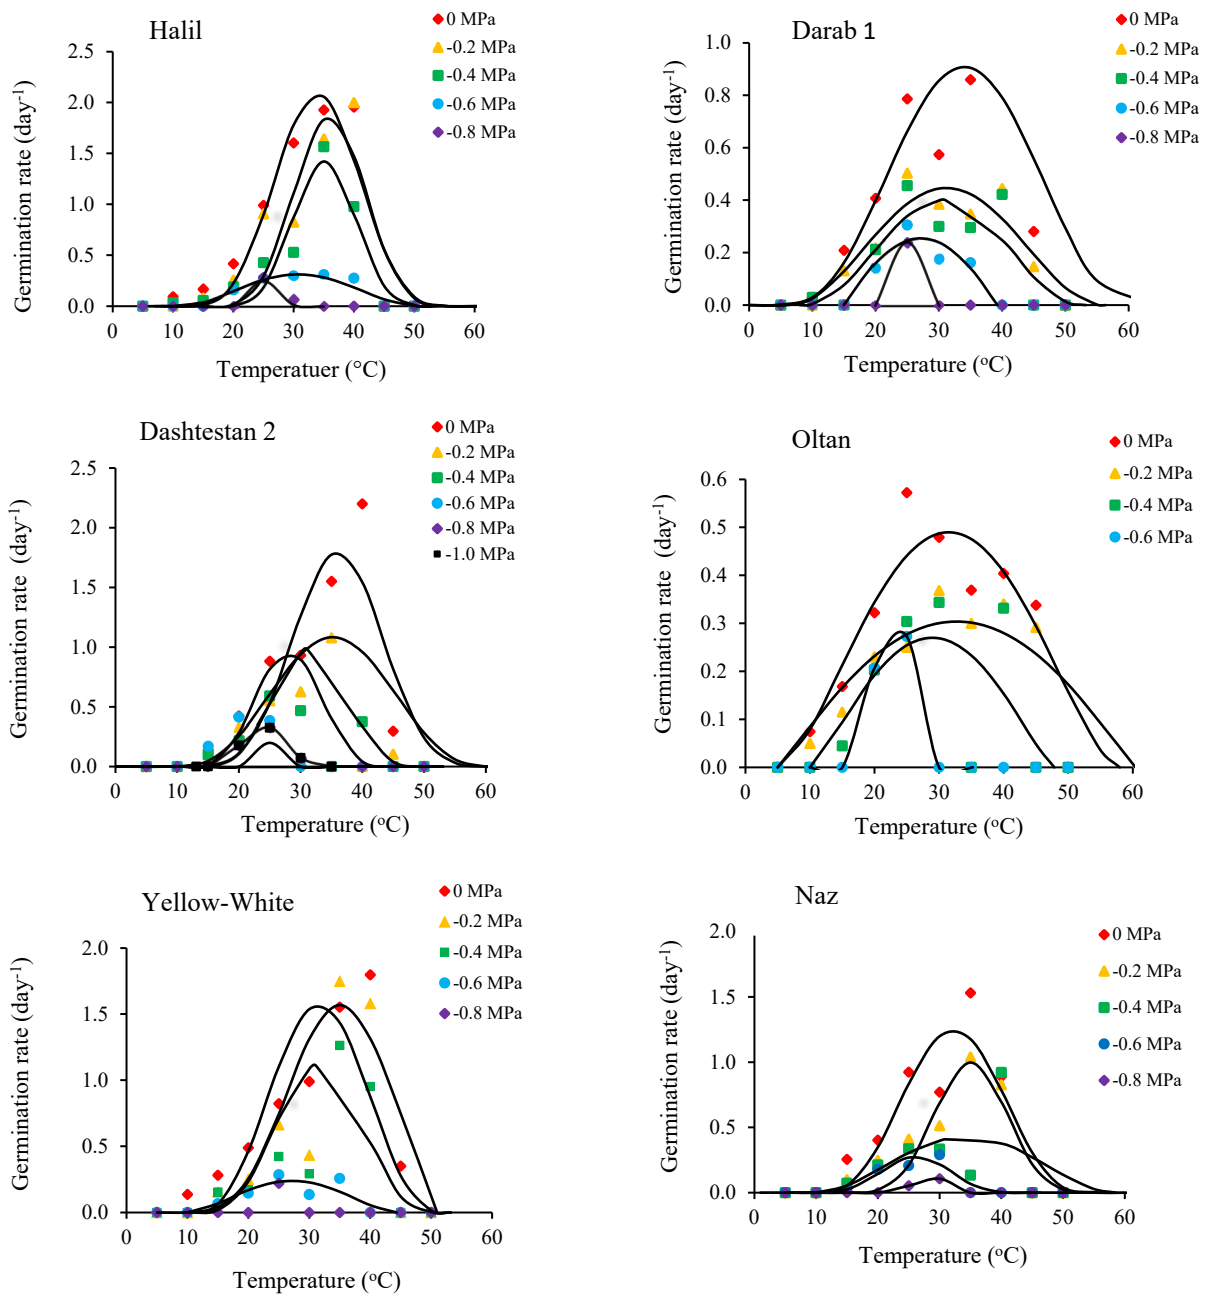 Halil
0 MPa
-0.2 MPa
-0.4 MPa
-0.6 MPa
-0.8 MPa
Germination rate ((day-1)
2.5
2.0
1.5
1.0
0.5
0.0
0 10 20 30 40 50 60
Temperatuer (°C)
Darab 1
0 MPa
-0.2 MPa
-0.4 MPa
-0.6 MPa
-0.8 MPa
Germination rate (day-1)
1.0
0.8
0.6
0.4
0.2
0.0
0 10 20 30 40 50 60
Temperature (oC)
Dashtestan 2
0 MPa
-0.2 MPa
-0.4 MPa
-0.6 MPa
-0.8 MPa
-1.0 MPa
Germination rate (day-1)
2.5
2.0
1.5
1.0
0.5
0.0
0 10 20 30 40 50 60
Temperature (oC)
Oltan
0 MPa
-0.2 MPa
-0.4 MPa
-0.6 MPa
Germination rate (day-1)
0.6
0.5
0.4
0.3
0.2
0.1
0.0
0 10 20 30 40 50 60
Temperature (oC)
Yellow-White
0 MPa
-0.2 MPa
-0.4 MPa
-0.6 MPa
-0.8 MPa
Germination rate (day-1)
2.0
1.5
1.0
0.5
0.0
0 10 20 30 40 50 60
Temperature (oC)
Naz
0 MPa
-0.2 MPa
-0.4 MPa
-0.6 MPa
-0.8 MPa
Germination rate (day-1)
2.0
1.5
1.0
0.5
0.0
0 10 20 30 40 50 60
Temperature (oC)